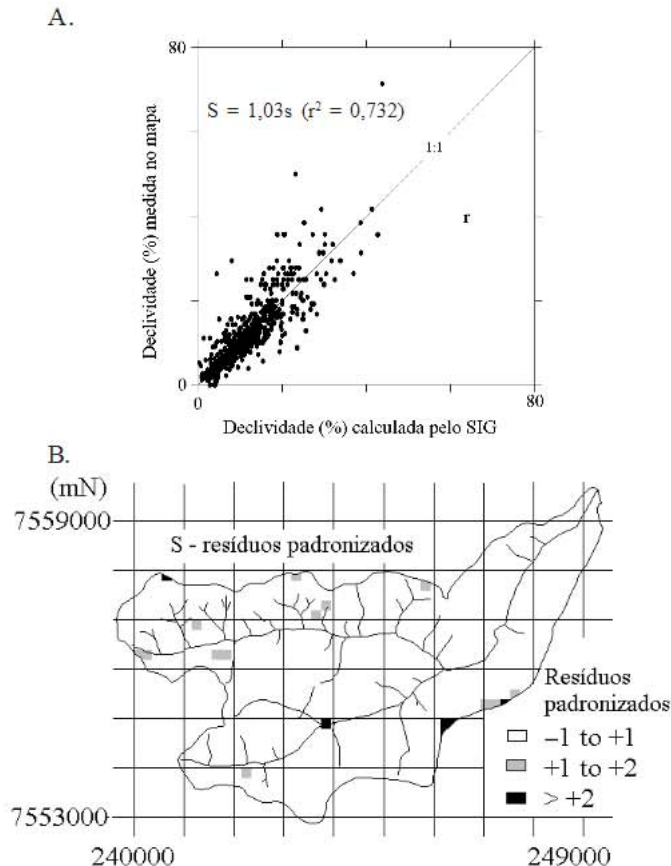 A.
80
S = 1,03s (r² = 0,732)
1:1
r
Declividade (%) medida no mapa
0
0
80
Declividade (%) calculada pelo SIG
B.
(mN)
7559000
S - resíduos padronizados
Resíduos
padronizados
−1 to +1
+1 to +2
> +2
7553000
240000
249000